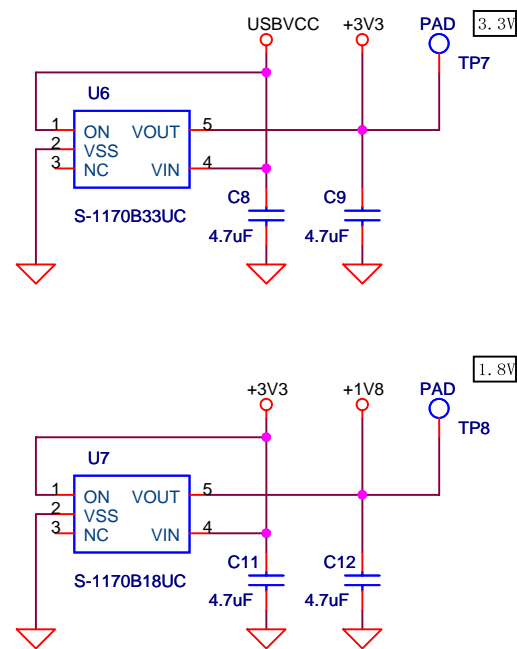 USBVCC +3V3 PAD 3.3V
TP7
U6
1 ON VOUT 5
2 VSS
3 NC VIN 4
C8 C9
S-1170B33UC
4.7uF 4.7uF
1.8V
+3V3 +1V8 PAD
TP8
U7
1 ON VOUT 5
2 VSS
3 NC VIN 4
C11 C12
S-1170B18UC
4.7uF 4.7uF